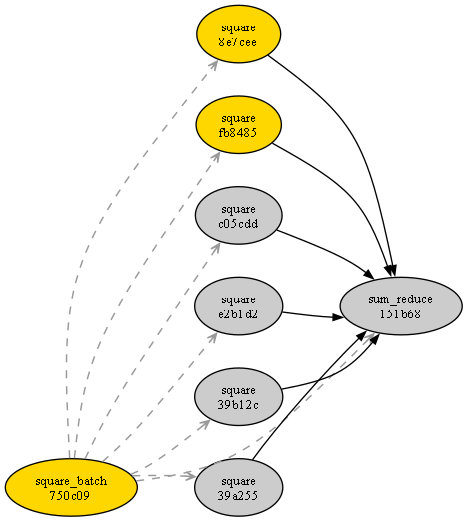 square
8e7cee
square
fb8485
square
c05cdd
square
e2b1d2
sum_reduce
151b68
square
39b12c
square_batch
750c09
square
39a255